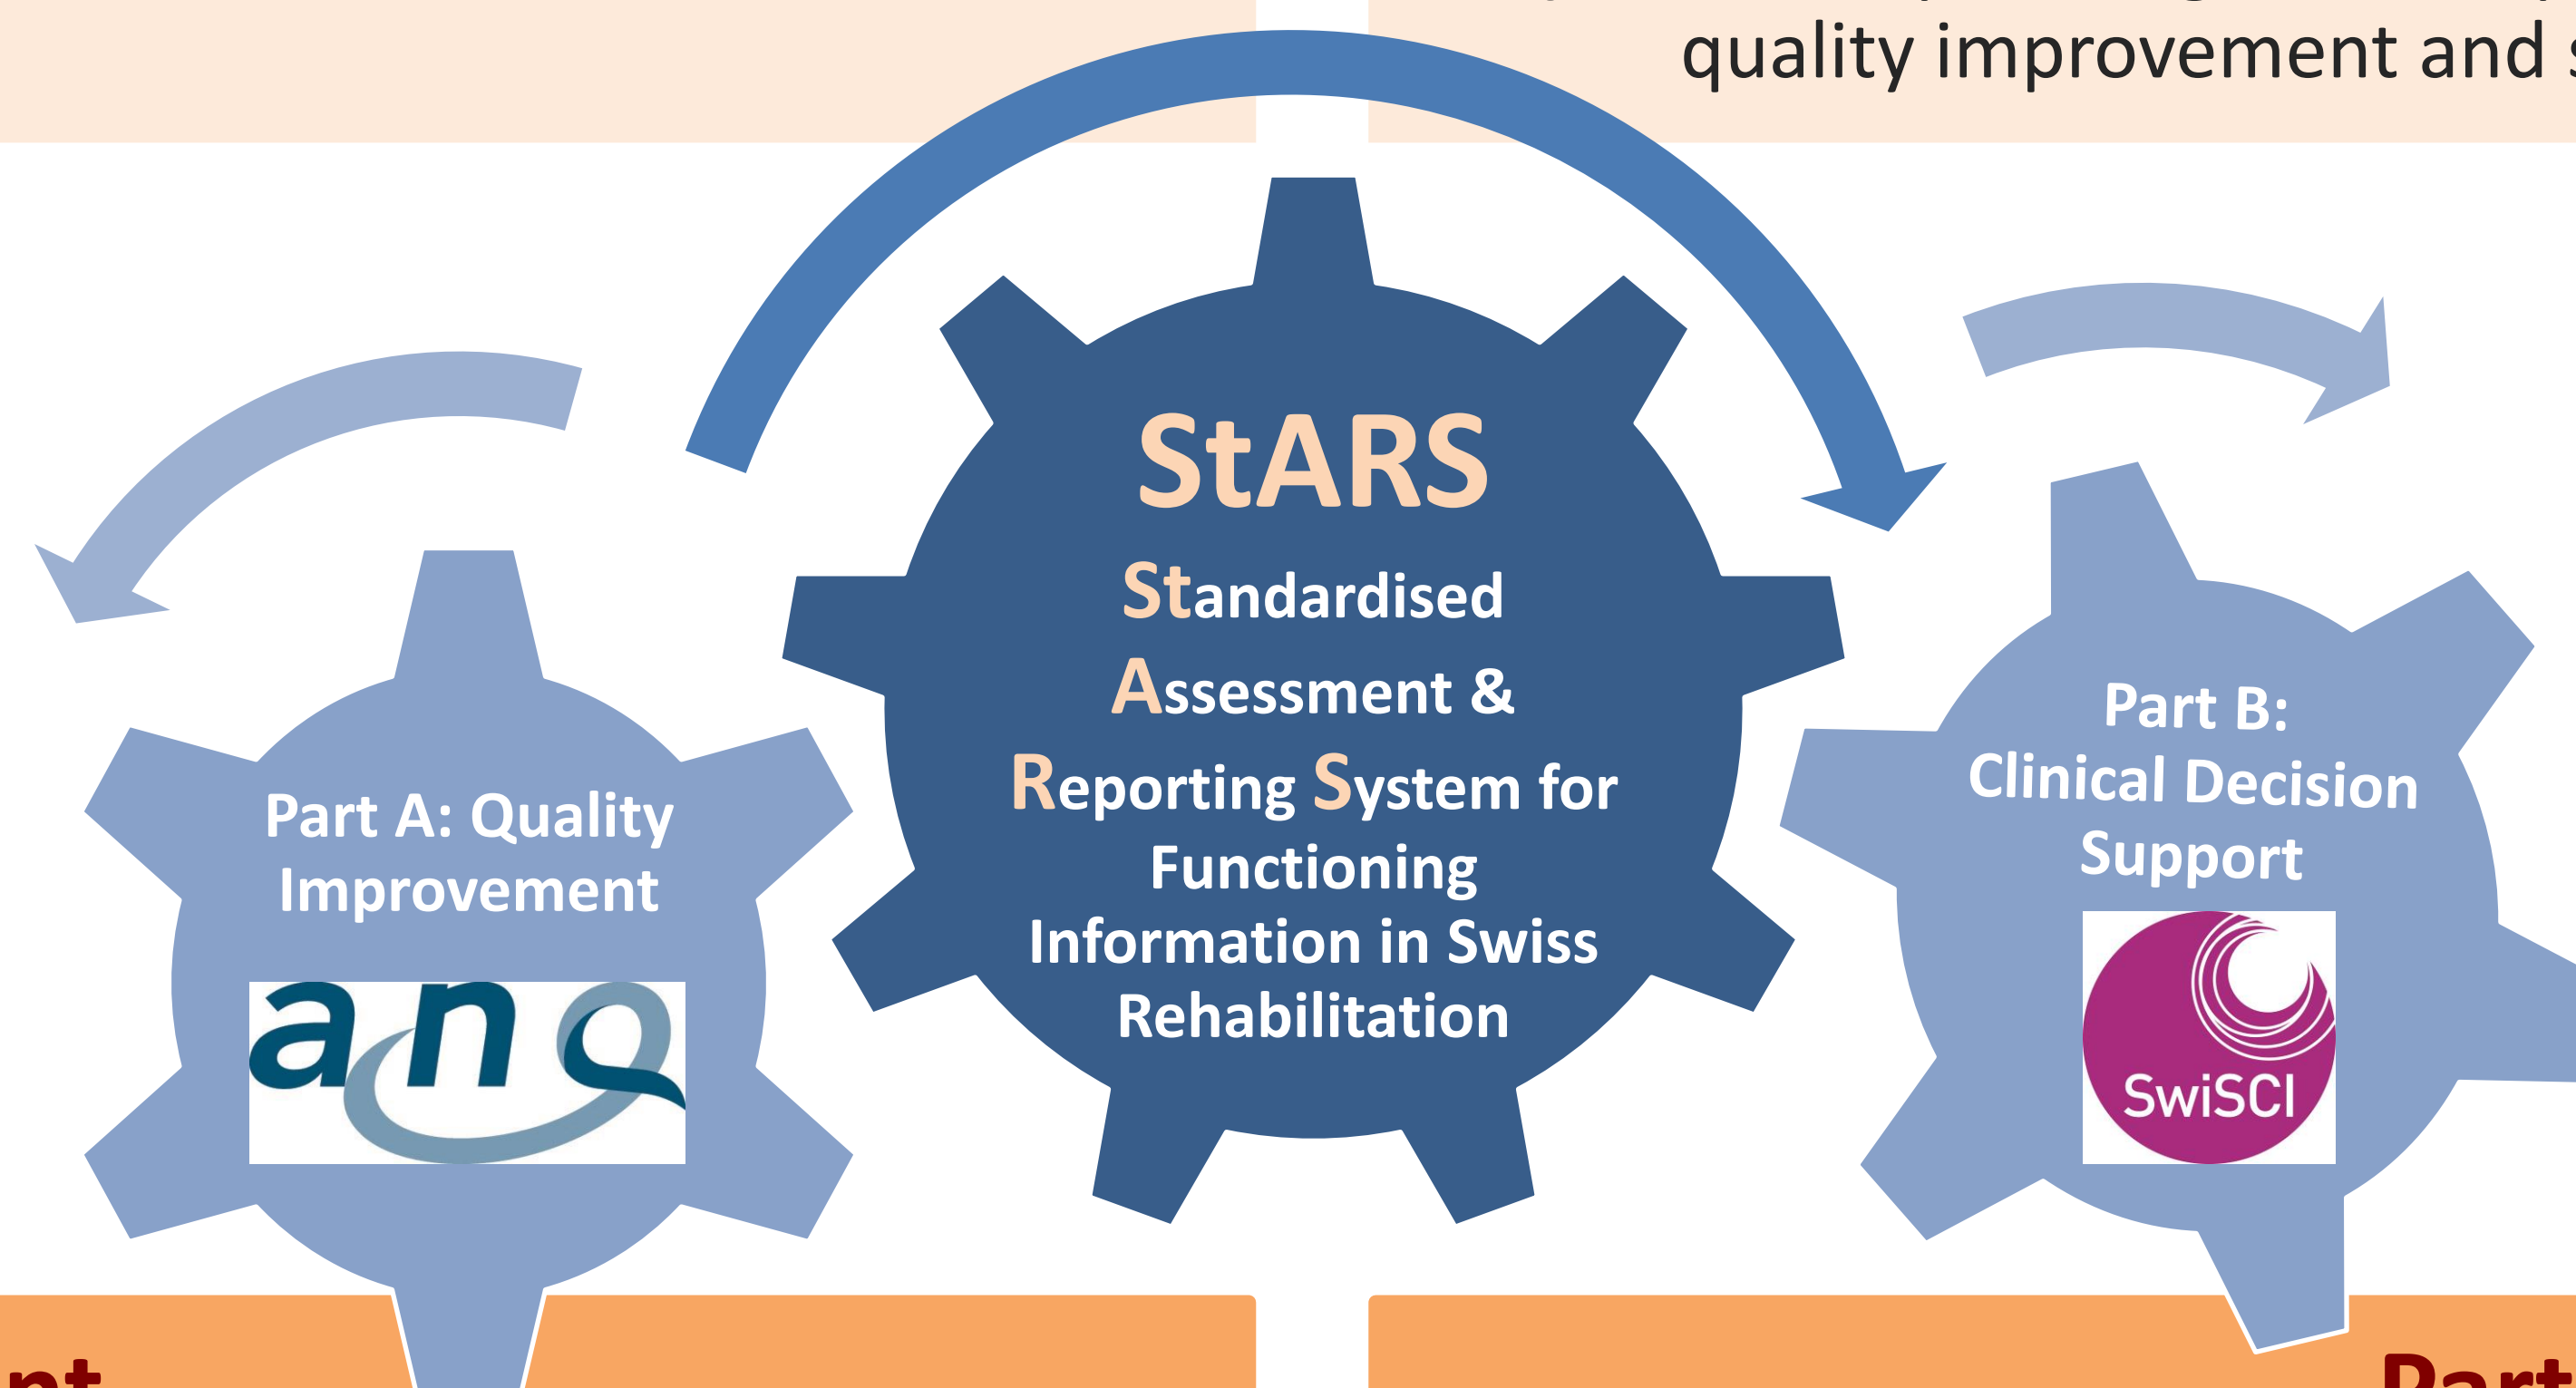 quality improvement and
StARS
Standardised
Assessment &
Reporting System for
Functioning
Information in Swiss
Rehabilitation
Part A: Quality
Improvement
anQ
Part B:
Clinical Decision
Support
SwiSCI
Part